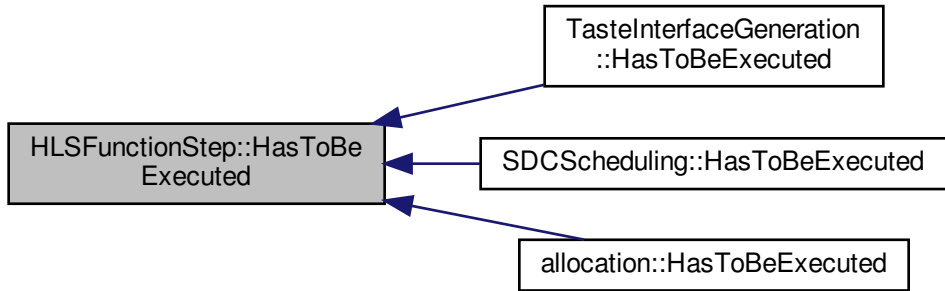 TasteInterfaceGeneration
::HasToBeExecuted
HLSFunctionStep::HasToBe
Executed
SDCScheduling::HasToBeExecuted
allocation::HasToBeExecuted